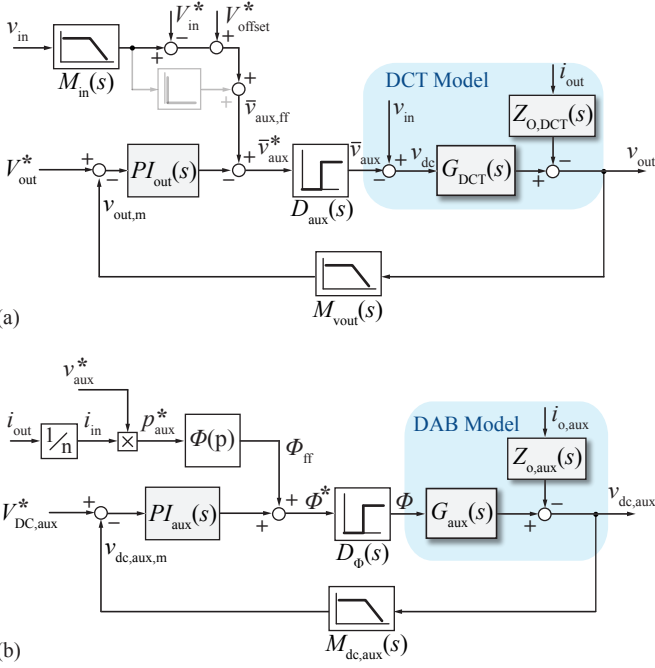 v_in
V*_in
V*_offset
M_in(s)
v̄_aux,ff
DCT Model
i_out
Z_O,DCT(s)
v_in
V*_out
PI_out(s)
v̄*_aux
D_aux(s)
v̄_aux
v_dc
G_DCT(s)
v_out
v_out,m
M_vout(s)
(a)
v*_aux
i_out
1/n
i_in
p*_aux
Φ(p)
Φ_ff
DAB Model
i_o,aux
Z_o,aux(s)
V*_DC,aux
PI_aux(s)
Φ*
D_Φ(s)
Φ
G_aux(s)
v_dc,aux
v_dc,aux,m
M_dc,aux(s)
(b)